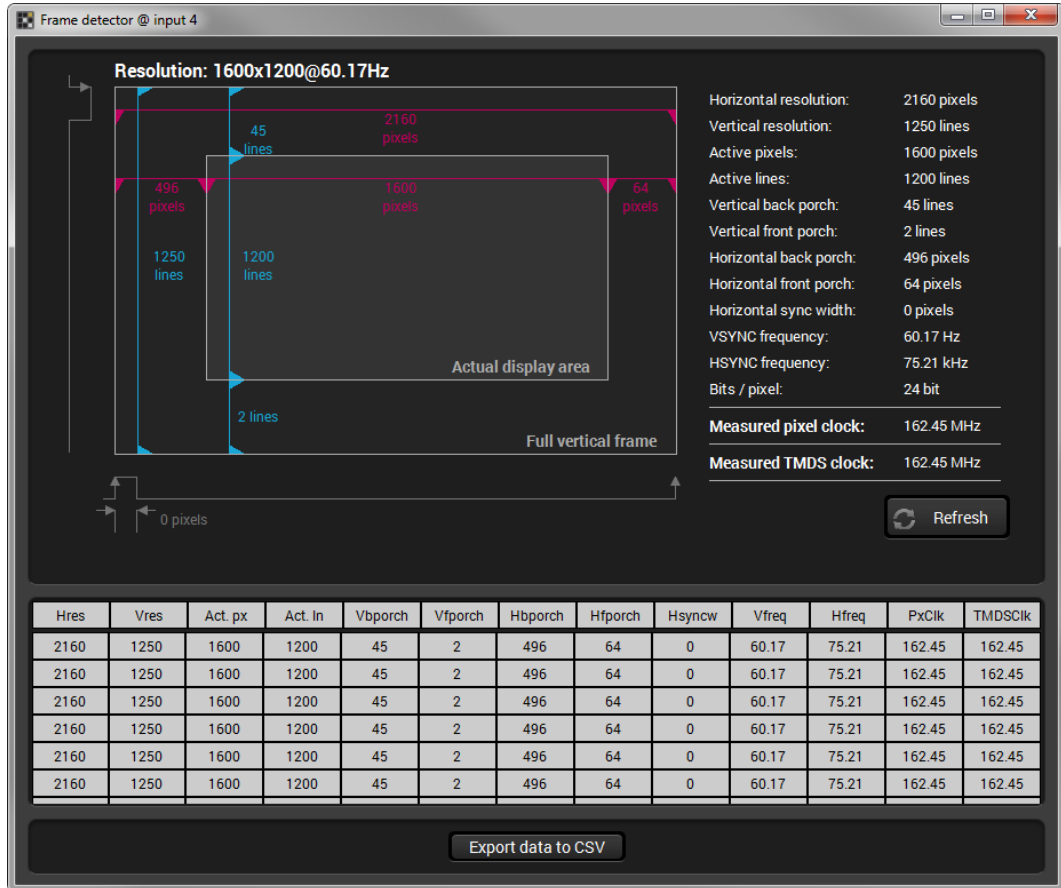 Frame detector @ input 4
Resolution: 1600x1200@60.17Hz
2160
pixels
45
lines
496
pixels
1600
pixels
64
pixels
1250
lines
1200
lines
Actual display area
2 lines
Full vertical frame
0 pixels
Horizontal resolution: 2160 pixels
Vertical resolution: 1250 lines
Active pixels: 1600 pixels
Active lines: 1200 lines
Vertical back porch: 45 lines
Vertical front porch: 2 lines
Horizontal back porch: 496 pixels
Horizontal front porch: 64 pixels
Horizontal sync width: 0 pixels
VSYNC frequency: 60.17 Hz
HSYNC frequency: 75.21 kHz
Bits / pixel: 24 bit
Measured pixel clock: 162.45 MHz
Measured TMDS clock: 162.45 MHz
Refresh
Hres Vres Act. px Act. ln Vbporch Vfporch Hbporch Hfporch Hsyncw Vfreq Hfreq PxClk TMDSClk
2160 1250 1600 1200 45 2 496 64 0 60.17 75.21 162.45 162.45
2160 1250 1600 1200 45 2 496 64 0 60.17 75.21 162.45 162.45
2160 1250 1600 1200 45 2 496 64 0 60.17 75.21 162.45 162.45
2160 1250 1600 1200 45 2 496 64 0 60.17 75.21 162.45 162.45
2160 1250 1600 1200 45 2 496 64 0 60.17 75.21 162.45 162.45
2160 1250 1600 1200 45 2 496 64 0 60.17 75.21 162.45 162.45
Export data to CSV